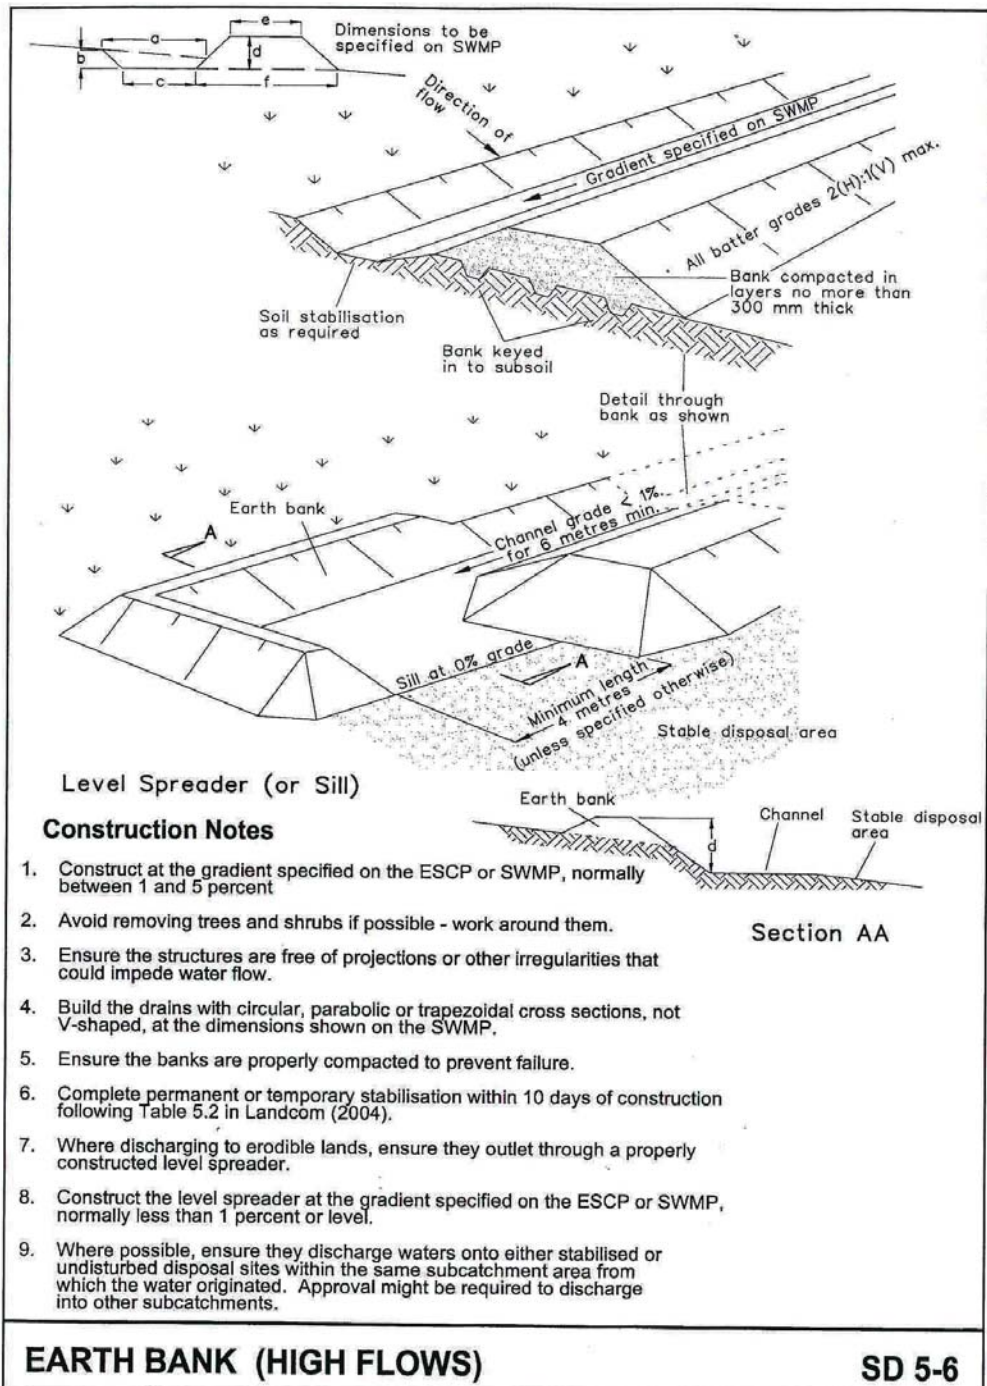 e
Dimensions to be
specified on SWMP
a
b
d
c
f
Direction of
flow
Gradient specified on SWMP
All batter grades 2(H):1(V) max.
Bank compacted in
layers no more than
300 mm thick
Soil stabilisation
as required
Bank keyed
in to subsoil
Detail through
bank as shown
Earth bank
A
Channel grade < 1%
for 6 metres min.
Sill at 0% grade
A
Minimum length
4 metres
(unless specified otherwise)
Stable disposal area
Level Spreader (or Sill)
Earth bank
d
Channel
Stable disposal
area
Section AA
Construction Notes
1. Construct at the gradient specified on the ESCP or SWMP, normally
between 1 and 5 percent
2. Avoid removing trees and shrubs if possible - work around them.
3. Ensure the structures are free of projections or other irregularities that
could impede water flow.
4. Build the drains with circular, parabolic or trapezoidal cross sections, not
V-shaped, at the dimensions shown on the SWMP.
5. Ensure the banks are properly compacted to prevent failure.
6. Complete permanent or temporary stabilisation within 10 days of construction
following Table 5.2 in Landcom (2004).
7. Where discharging to erodible lands, ensure they outlet through a properly
constructed level spreader.
8. Construct the level spreader at the gradient specified on the ESCP or SWMP,
normally less than 1 percent or level.
9. Where possible, ensure they discharge waters onto either stabilised or
undisturbed disposal sites within the same subcatchment area from
which the water originated. Approval might be required to discharge
into other subcatchments.
EARTH BANK (HIGH FLOWS)
SD 5-6